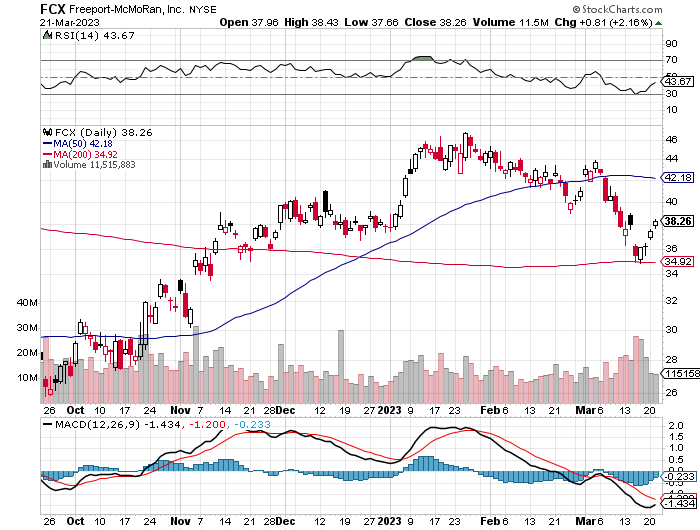 FCX Freeport-McMoRan, Inc. NYSE © StockCharts.com
21-Mar-2023 Open 37.96 High 38.43 Low 37.66 Close 38.26 Volume 11.5M Chg +0.81 (+2.16%)
RSI(14) 43.67
90
70
50
43.67
30
10
FCX (Daily) 38.26
MA(50) 42.18
MA(200) 34.92
Volume 11,515,883
46
44
42.18
40
38.26
36
34.92
34
32
30
28
26
40M
30M
20M
10M
115158
26 Oct 10 17 24 Nov 7 14 21 28 Dec 12 19 27 2023 9 17 23 Feb 6 13 21 Mar 6 13 20
MACD(12,26,9) -1.434, -1.200, -0.233
2.0
1.5
1.0
0.5
0.0
-0.233
-1.434
26 Oct 10 17 24 Nov 7 14 21 28 Dec 12 19 27 2023 9 17 23 Feb 6 13 21 Mar 6 13 20